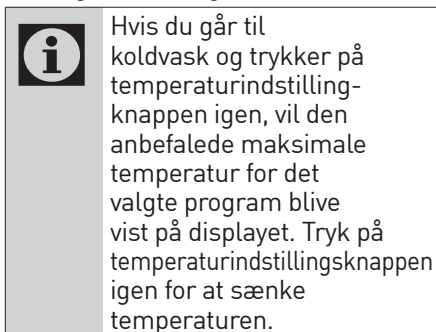 Hvis du går til
koldvask og trykker på
temperaturindstilling-
knappen igen, vil den
anbefalede maksimale
temperatur for det
valgte program blive
vist på displayet. Tryk på
temperaturindstillingsknappen
igen for at sænke
temperaturen.